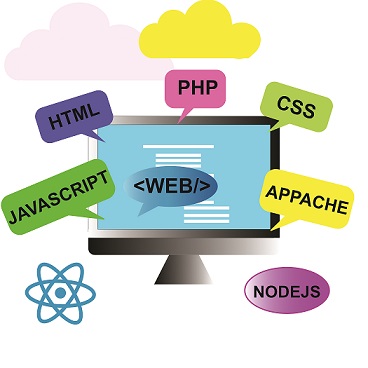 PHP
HTML
CSS
JAVASCRIPT
<WEB/>
APPACHE
NODEJS